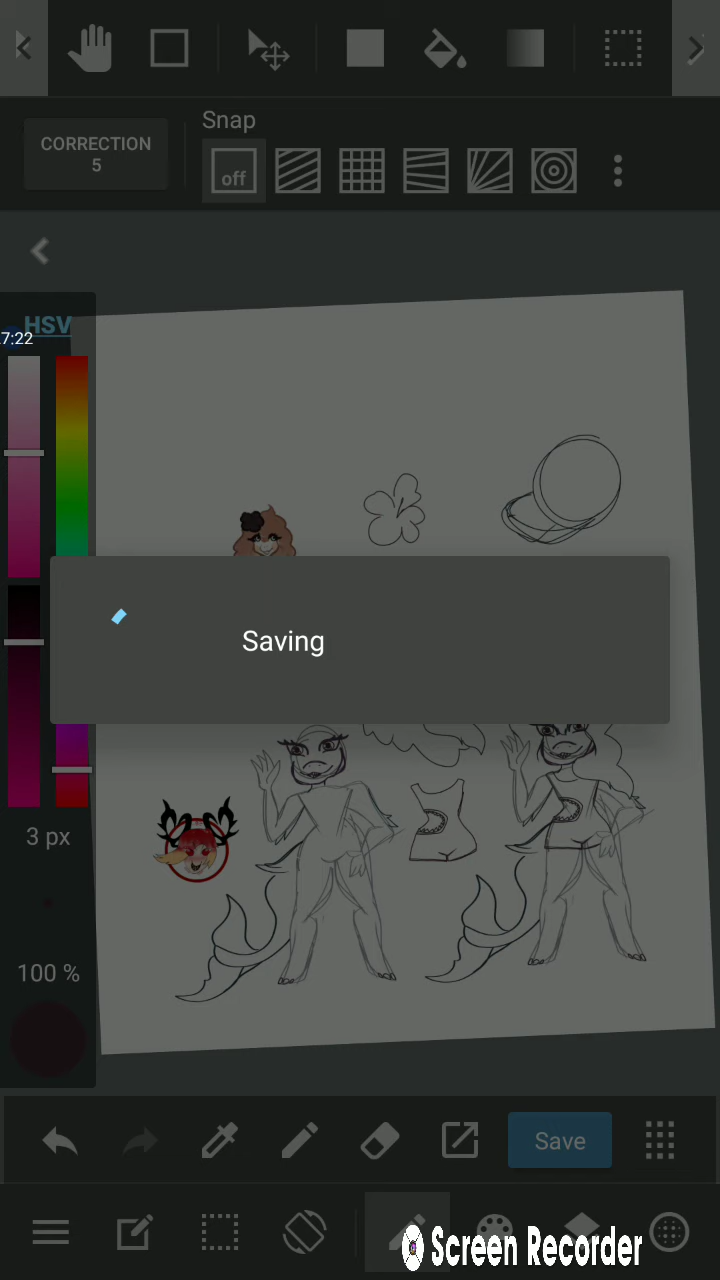 CORRECTION
5
Snap
off
HSV
7:22
Saving
3 px
100 %
Save
Screen Recorder